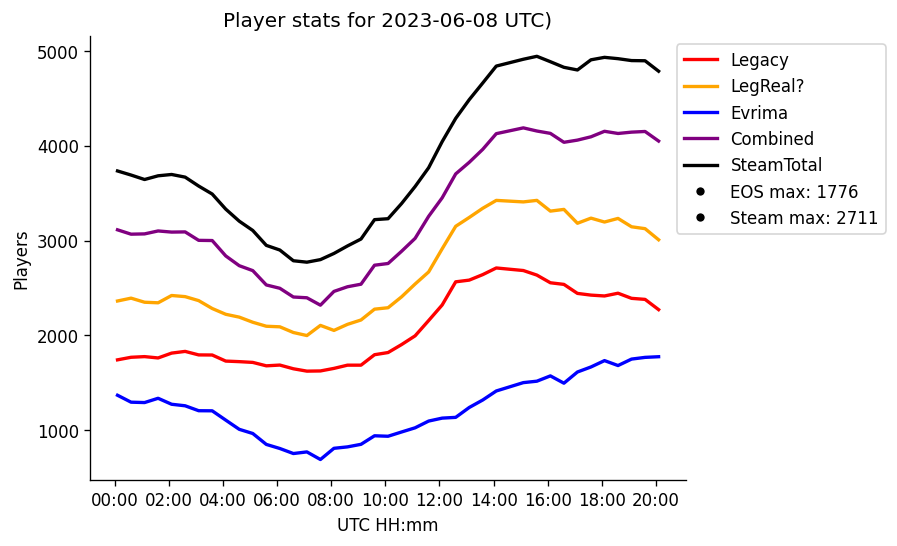 Player stats for 2023-06-08 UTC)
5000
4000
3000
2000
1000
Players
00:00 02:00 04:00 06:00 08:00 10:00 12:00 14:00 16:00 18:00 20:00
UTC HH:mm
Legacy
LegReal?
Evrima
Combined
SteamTotal
EOS max: 1776
Steam max: 2711